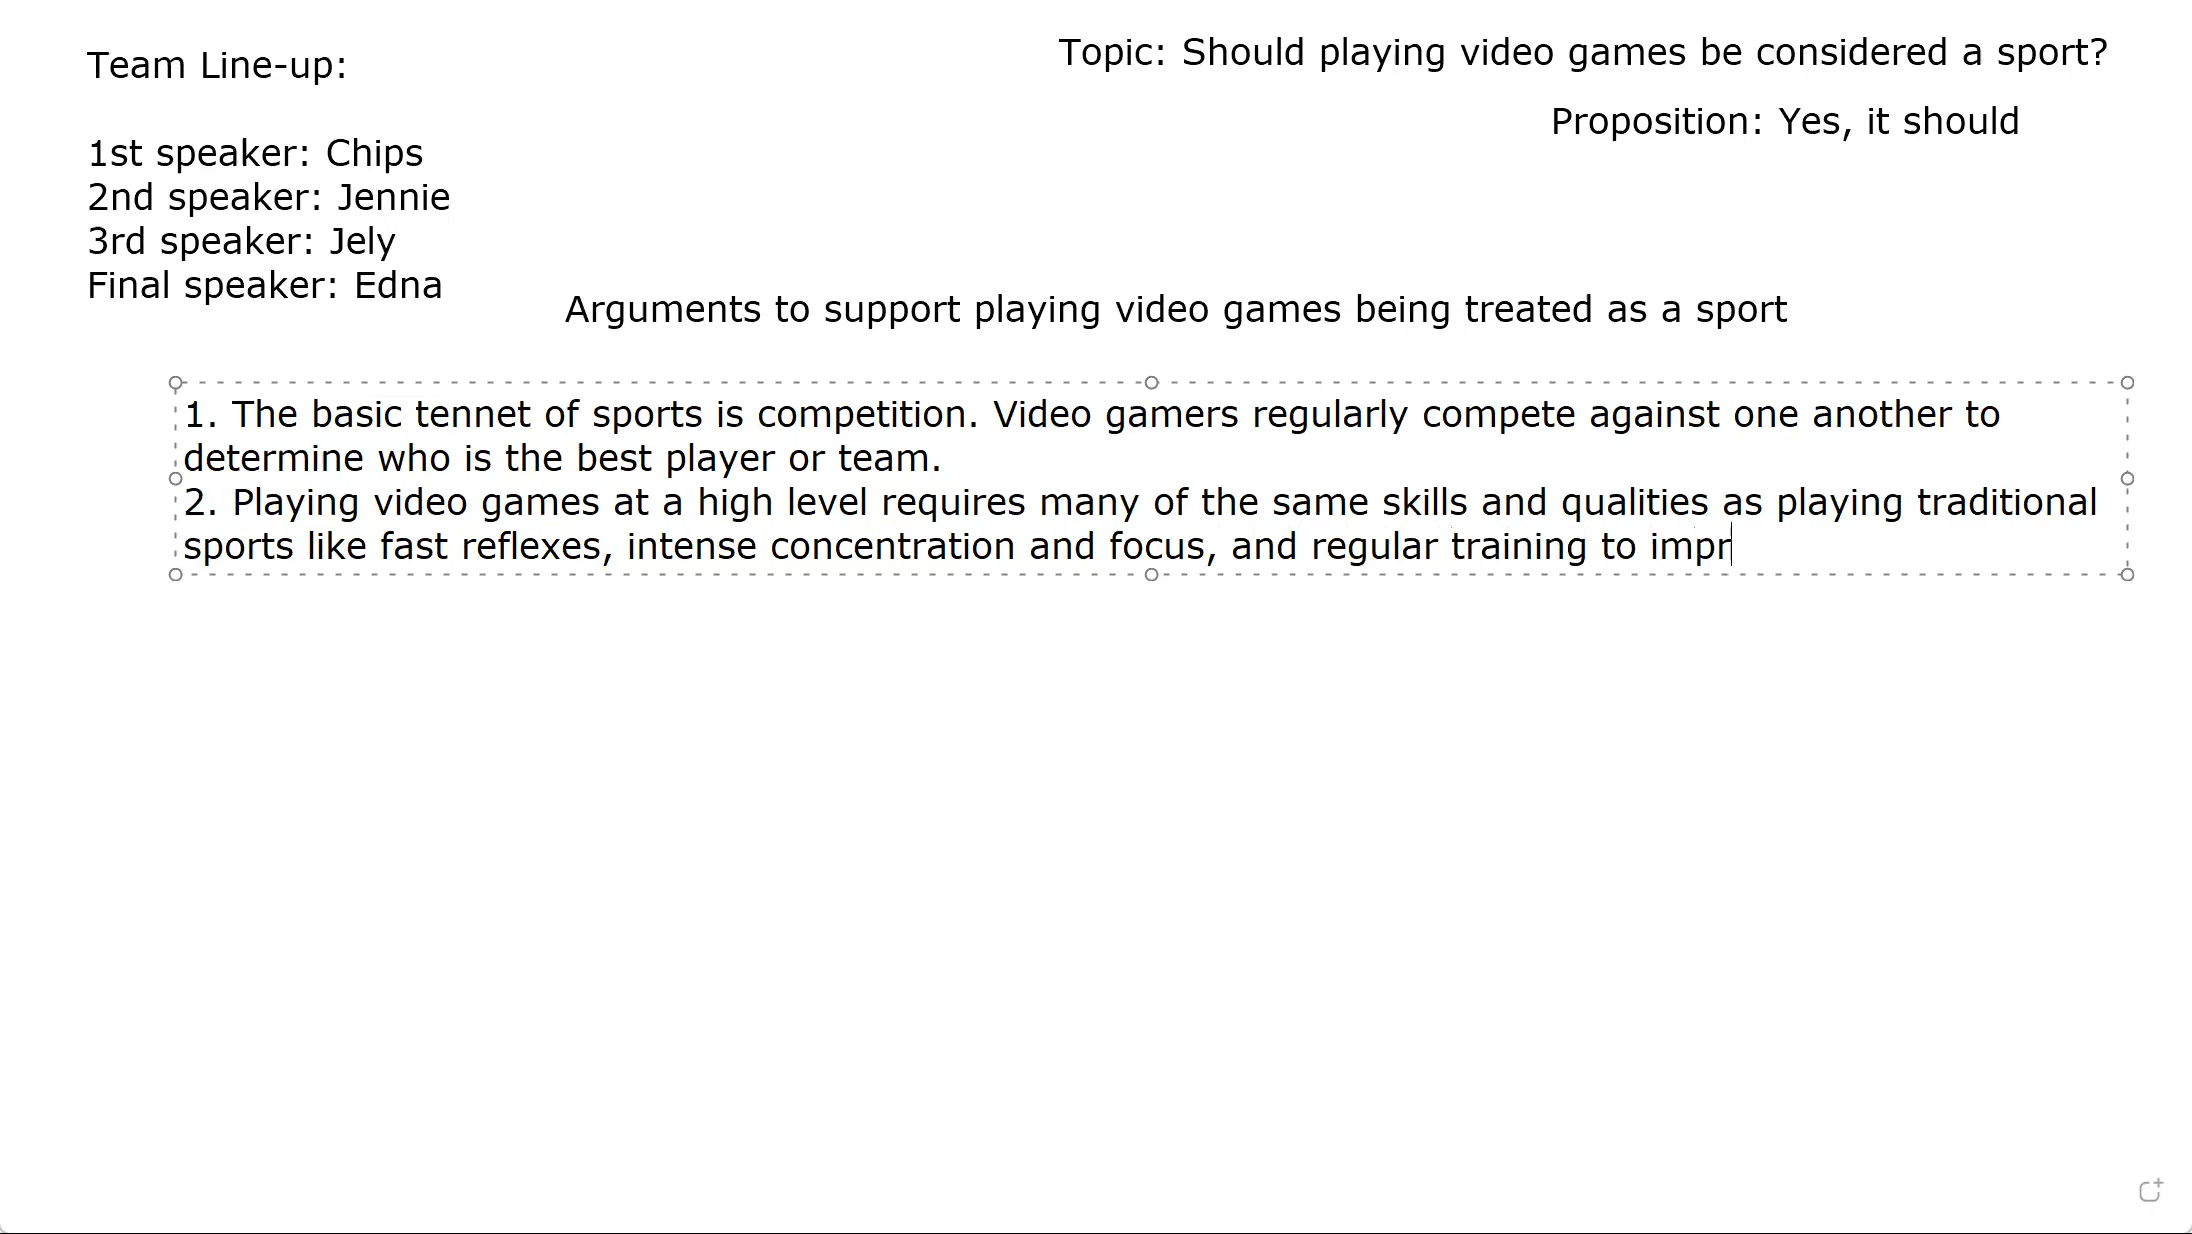 Team Line-up:
Topic: Should playing video games be considered a sport?
Proposition: Yes, it should
1st speaker: Chips
2nd speaker: Jennie
3rd speaker: Jely
Final speaker: Edna
Arguments to support playing video games being treated as a sport
1. The basic tennet of sports is competition. Video gamers regularly compete against one another to
determine who is the best player or team.
2. Playing video games at a high level requires many of the same skills and qualities as playing traditional
sports like fast reflexes, intense concentration and focus, and regular training to impr